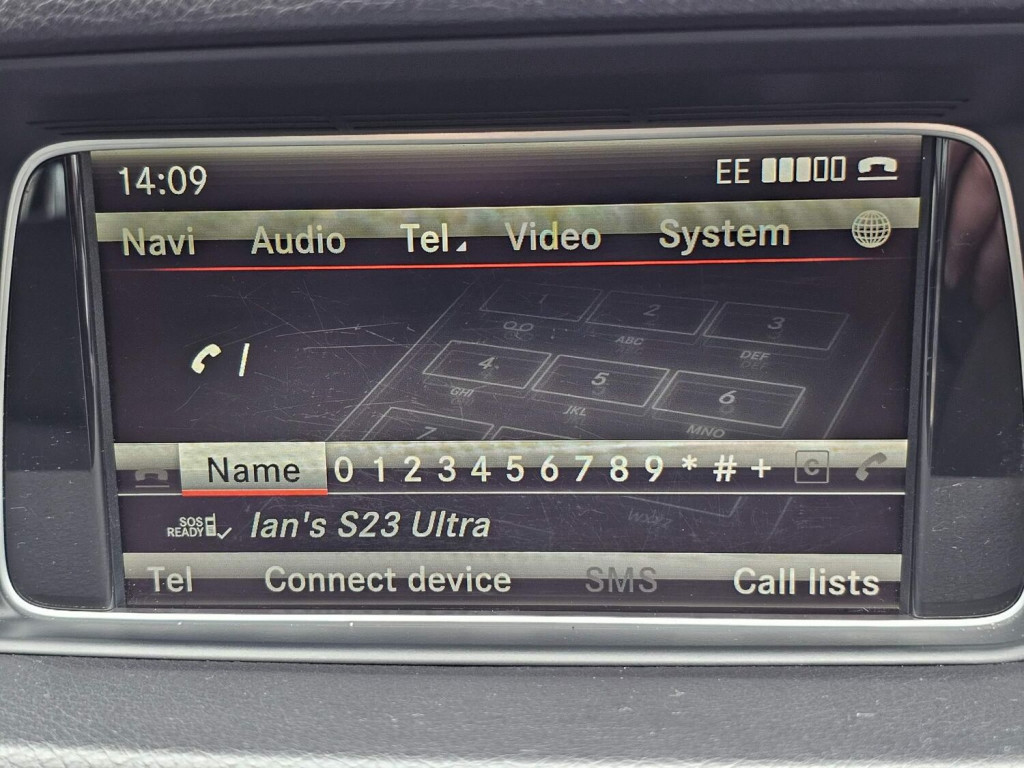 14:09 EE
Navi Audio Tel Video System
1 2 3
ABC DEF
4 5 6
GHI JKL MNO
7
Name 0 1 2 3 4 5 6 7 8 9 * # + C
WXYZ
SOS
READY Ian's S23 Ultra
Tel Connect device SMS Call lists